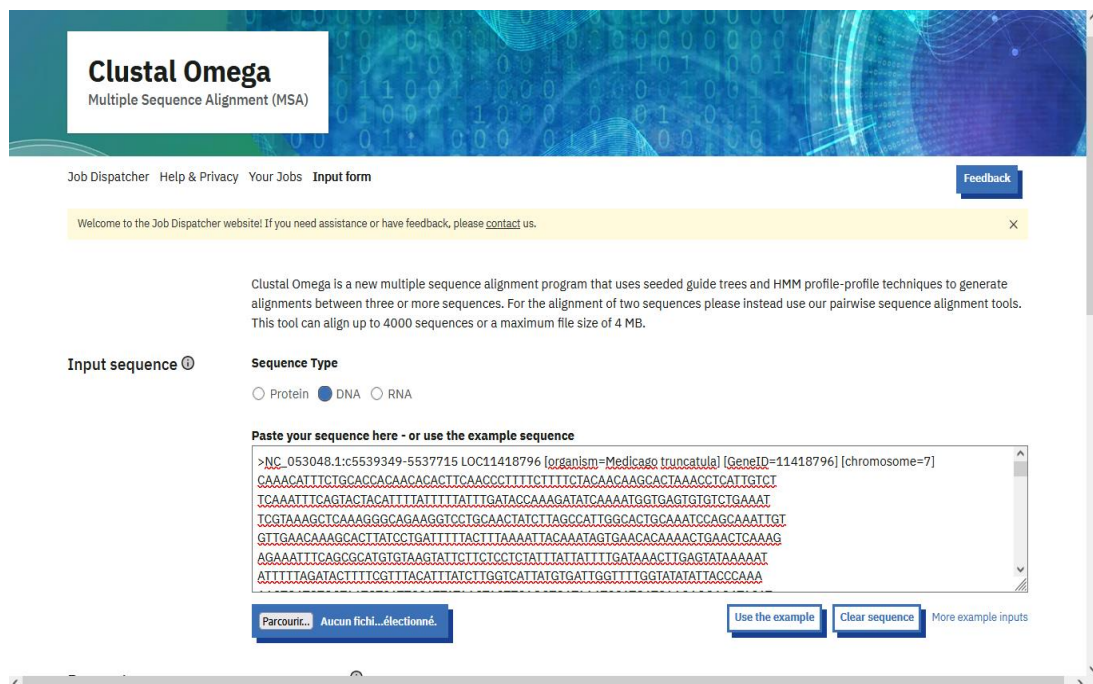 Clustal Omega
Multiple Sequence Alignment (MSA)
Job Dispatcher Help & Privacy Your Jobs Input form
Feedback
Welcome to the Job Dispatcher website! If you need assistance or have feedback, please contact us.
Clustal Omega is a new multiple sequence alignment program that uses seeded guide trees and HMM profile-profile techniques to generate
alignments between three or more sequences. For the alignment of two sequences please instead use our pairwise sequence alignment tools.
This tool can align up to 4000 sequences or a maximum file size of 4 MB.
Input sequence
Sequence Type
Protein DNA RNA
Paste your sequence here - or use the example sequence
>NC_053048.1:c5539349-5537715 LOC11418796 [organism=Medicago truncatula] [GeneID=11418796] [chromosome=7]
CAAACATTTCTGCACCACAACACACTTCAACCCTTTTCTTTTCTACAACAAGCACTAAACCTCATTGTCT
TCAAATTTCAGTACTACATTTTATTTTTATTTGATACCAAAGATATCAAAATGGTGAGTGTGTCTGAAAT
TCGTAAAGCTCAAAGGGCAGAAGGTCCTGCAACTATCTTAGCCATTGGCACTGCAAATCCAGCAAATTGT
GTTGAACAAAGCACTTATCCTGATTTTTACTTTAAAATTACAAATAGTGAACACAAAACTGAACTCAAAG
AGAAATTTCAGCGCATGTGTAAGTATTCTTCTCCTCTATTTATTATTTTGATAAACTTGAGTATAAAAAT
ATTTTTAGATACTTTTCGTTTACATTTATCTTGGTCATTATGTGATTGGTTTTGGTATATATTACCCAAA
Parcourir... Aucun fichi...électionné.
Use the example
Clear sequence
More example inputs